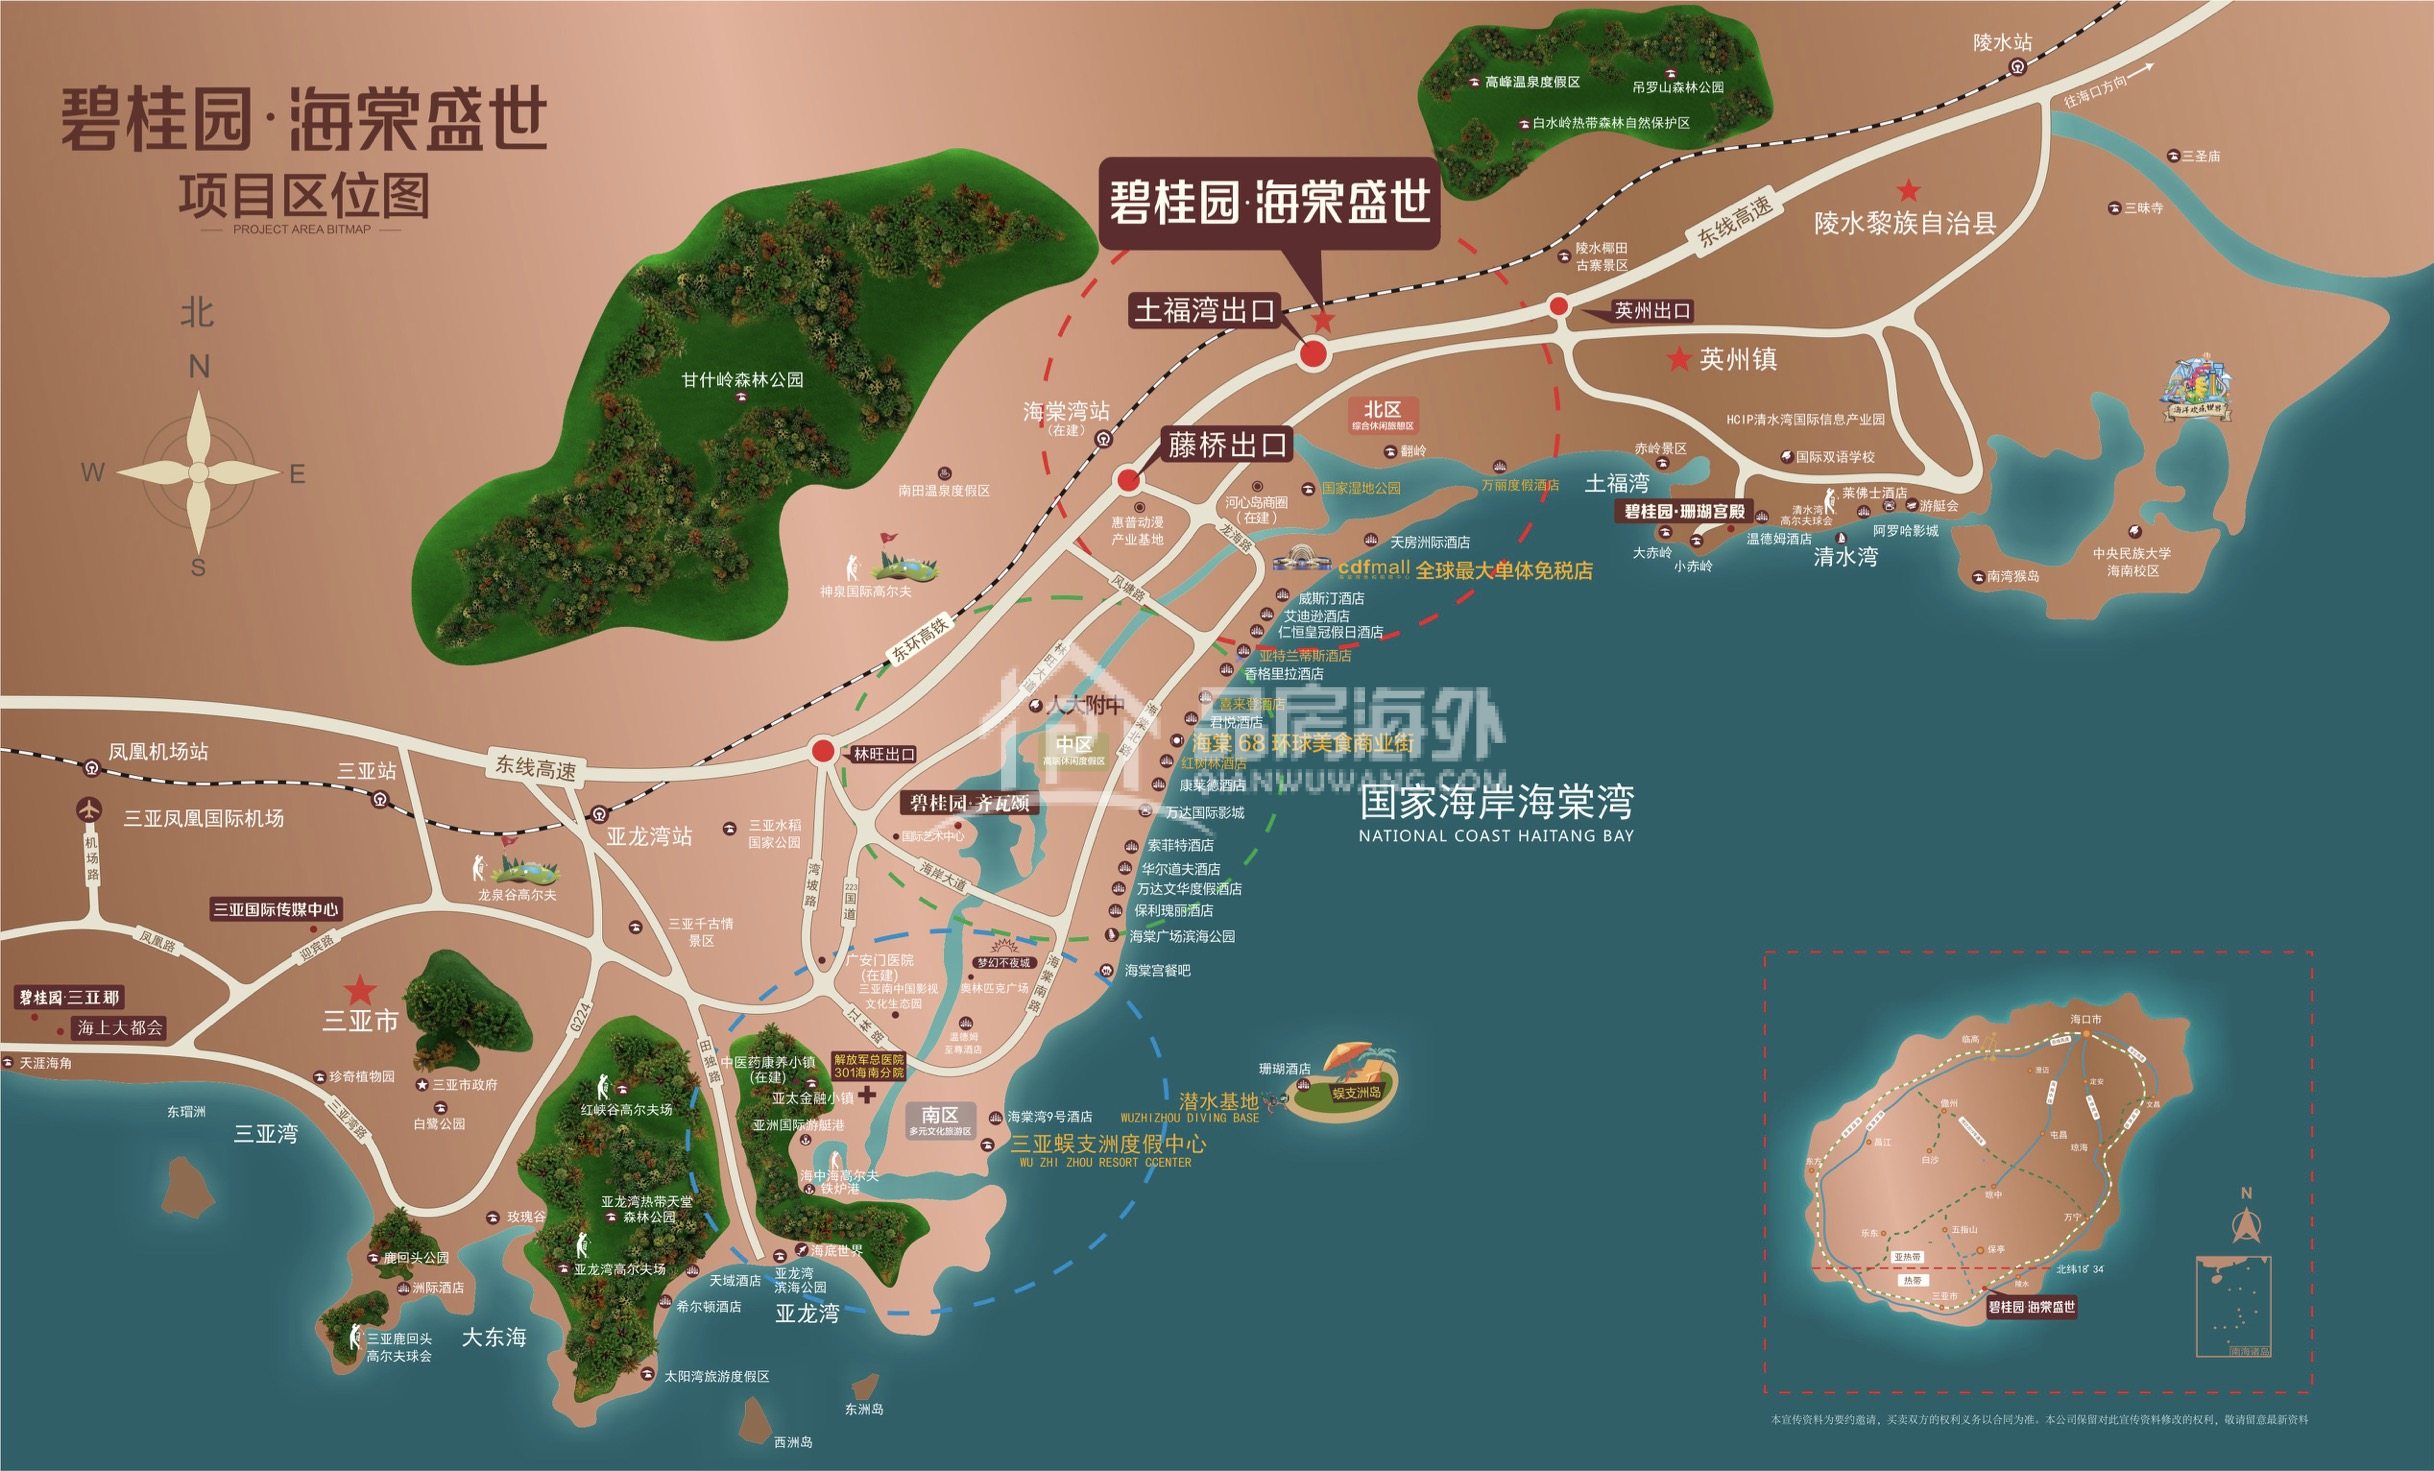 碧桂园·海棠盛世
项目区位图
PROJECT AREA BITMAP
北
N
W
E
S
高峰温泉度假区
吊罗山森林公园
白水岭热带森林自然保护区
陵水站
往海口方向
三圣庙
三昧寺
碧桂园·海棠盛世
东线高速
陵水黎族自治县
陵水椰田
古寨景区
土福湾出口
英州出口
英州镇
甘什岭森林公园
海棠湾站
(在建)
藤桥出口
北区
综合休闲旅憩区
翻岭
HCIP清水湾国际信息产业园
海洋欢乐世界
赤岭景区
国际双语学校
南田温泉度假区
河心岛商圈
(在建)
国家湿地公园
万丽度假酒店
土福湾
碧桂园·珊瑚宫殿
清水湾
高尔夫球会
莱佛士酒店
游艇会
惠普动漫
产业基地
龙海路
天房洲际酒店
大赤岭
小赤岭
温德姆酒店
清水湾
阿罗哈影城
中央民族大学
海南校区
南湾猴岛
神泉国际高尔夫
cdfmall 全球最大单体免税店
风塘路
威斯汀酒店
艾迪逊酒店
仁恒皇冠假日酒店
东环高铁
林旺大道
亚特兰蒂斯酒店
香格里拉酒店
人大附中
喜来登酒店
君悦酒店
海棠北路
海棠 68 环球美食商业街
居房海外
QIANWUWANG.COM
中区
高端休闲度假区
红树林酒店
康莱德酒店
凤凰机场站
三亚站
东线高速
林旺出口
碧桂园·齐瓦颂
万达国际影城
国家海岸海棠湾
NATIONAL COAST HAITANG BAY
三亚凤凰国际机场
亚龙湾站
三亚水稻
国家公园
国际艺术中心
机场路
索菲特酒店
华尔道夫酒店
万达文华度假酒店
保利瑰丽酒店
海棠广场滨海公园
海棠宫餐吧
龙泉谷高尔夫
湾坡路
223
国道
海岸大道
三亚国际传媒中心
凤凰路
迎宾路
三亚千古情
景区
广安门医院
(在建)
梦幻不夜城
三亚南中国影视
文化生态园
奥林匹克广场
海棠南路
碧桂园·三亚郡
海上大都会
三亚市
G224
江林路
温德姆
至尊酒店
天涯海角
珍奇植物园
三亚市政府
白鹭公园
田独路
中医药康养小镇
(在建)
解放军总医院
301海南分院
亚太金融小镇
红峡谷高尔夫场
亚洲国际游艇港
南区
多元文化旅游区
海棠湾9号酒店
珊瑚酒店
蜈支洲岛
潜水基地
WUZHIZHOU DIVING BASE
三亚蜈支洲度假中心
WU ZHI ZHOU RESORT CCENTER
东瑁洲
三亚湾
三亚湾路
海中海高尔夫
铁炉港
玫瑰谷
亚龙湾热带天堂
森林公园
鹿回头公园
洲际酒店
亚龙湾高尔夫场
天域酒店
海底世界
亚龙湾
滨海公园
希尔顿酒店
亚龙湾
三亚鹿回头
高尔夫球会
大东海
太阳湾旅游度假区
东洲岛
西洲岛
海口市
临高
澄迈
定安
文昌
儋州
昌江
屯昌
琼海
白沙
东方
琼中
万宁
乐东
五指山
保亭
亚热带
热带
北纬18°34
陵水
三亚市
碧桂园·海棠盛世
N
南海诸岛
本宣传资料为要约邀请，买卖双方的权利义务以合同为准。本公司保留对此宣传资料修改的权利，敬请留意最新资料